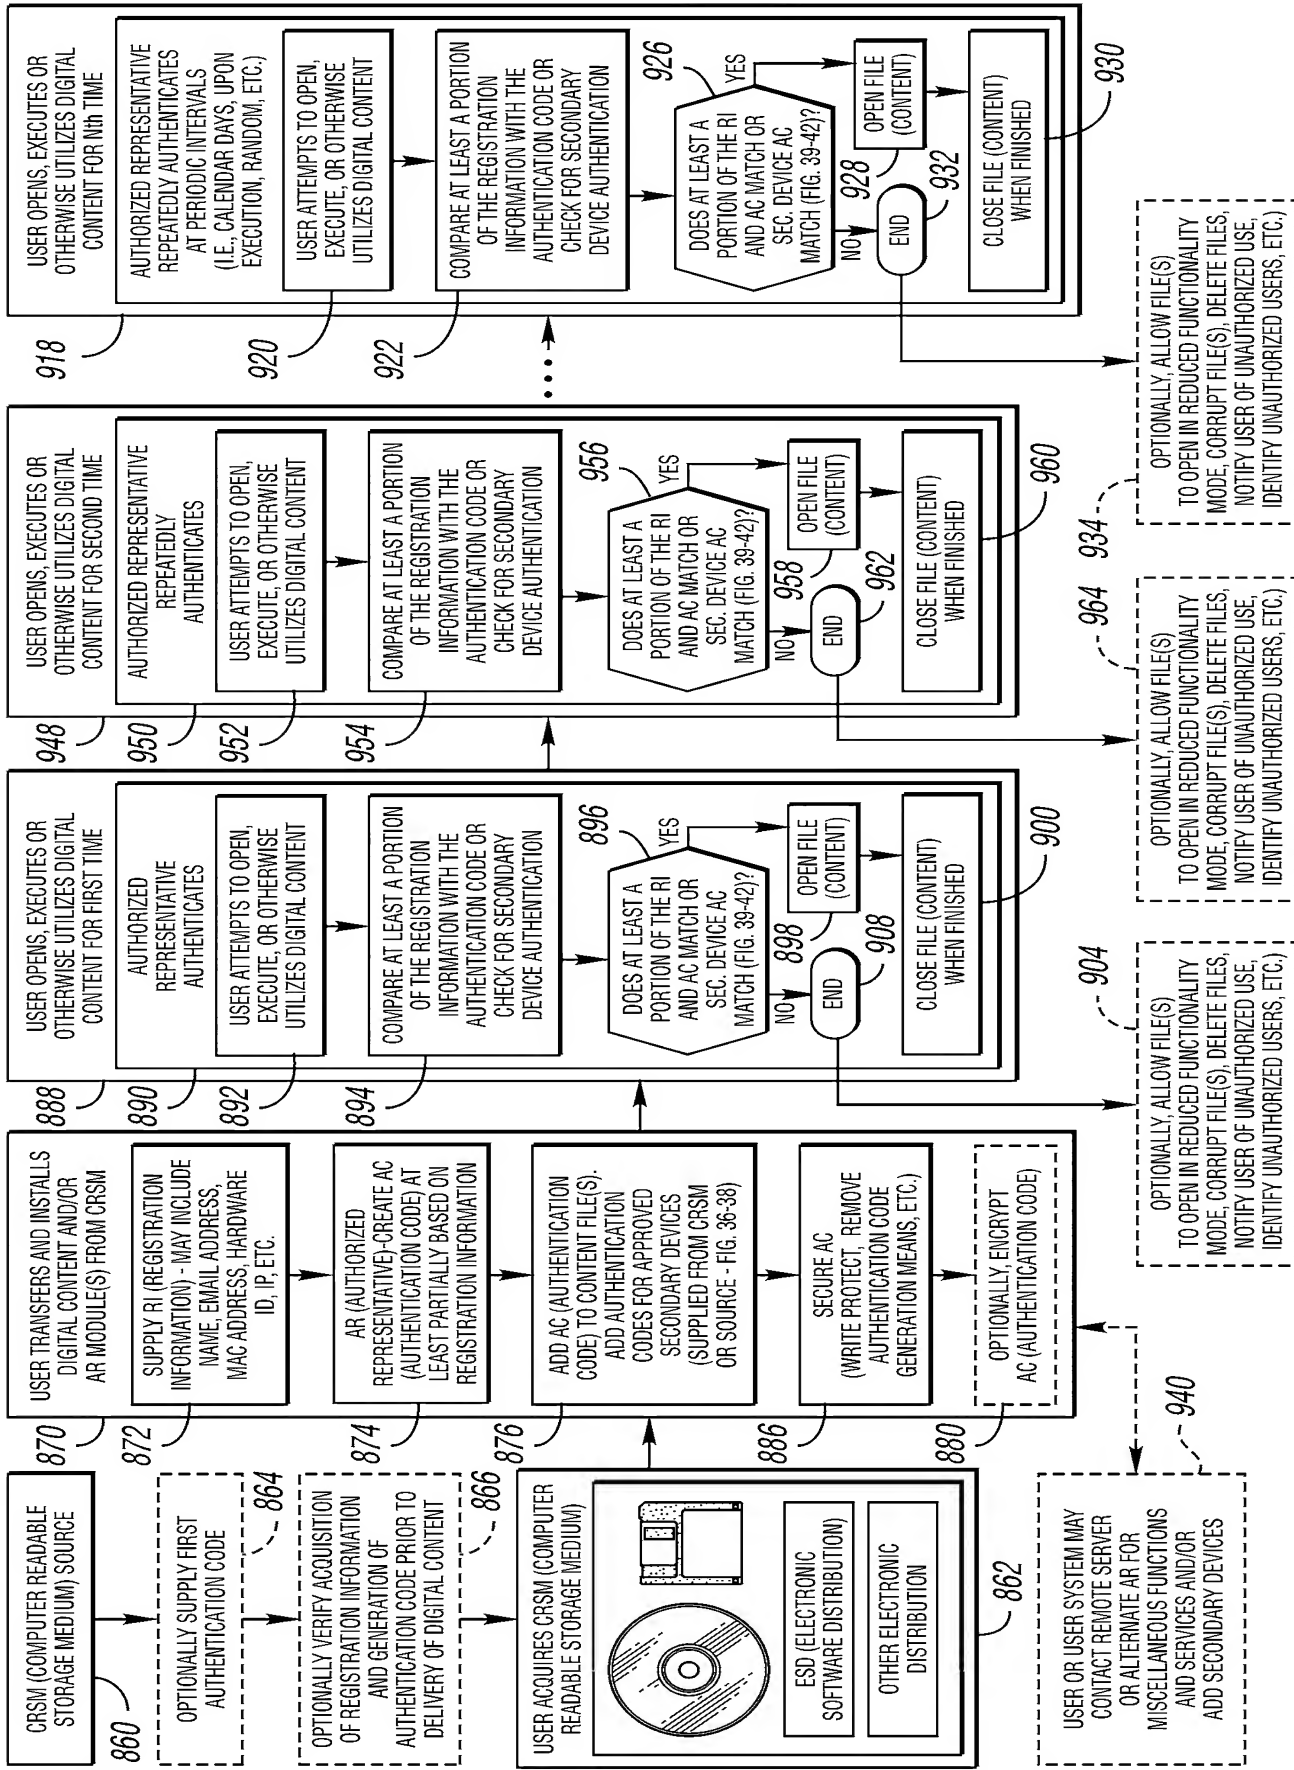 CRSM (COMPUTER READABLE
STORAGE MEDIUM) SOURCE
860
OPTIONALLY SUPPLY FIRST
AUTHENTICATION CODE
864
OPTIONALLY VERIFY ACQUISITION
OF REGISTRATION INFORMATION
AND GENERATION OF
AUTHENTICATION CODE PRIOR TO
DELIVERY OF DIGITAL CONTENT
866
USER ACQUIRES CRSM (COMPUTER
READABLE STORAGE MEDIUM)
ESD (ELECTRONIC
SOFTWARE DISTRIBUTION)
OTHER ELECTRONIC
DISTRIBUTION
862
USER OR USER SYSTEM MAY
CONTACT REMOTE SERVER
OR ALTERNATE AR FOR
MISCELLANEOUS FUNCTIONS
AND SERVICES AND/OR
ADD SECONDARY DEVICES
940
870
USER TRANSFERS AND INSTALLS
DIGITAL CONTENT AND/OR
AR MODULE(S) FROM CRSM
872
SUPPLY RI (REGISTRATION
INFORMATION) - MAY INCLUDE
NAME, EMAIL ADDRESS,
MAC ADDRESS, HARDWARE
ID, IP, ETC.
874
AR (AUTHORIZED
REPRESENTATIVE)-CREATE AC
(AUTHENTICATION CODE) AT
LEAST PARTIALLY BASED ON
REGISTRATION INFORMATION
876
ADD AC (AUTHENTICATION
CODE) TO CONTENT FILE(S).
ADD AUTHENTICATION
CODES FOR APPROVED
SECONDARY DEVICES
(SUPPLIED FROM CRSM
OR SOURCE - FIG. 36-38)
886
SECURE AC
(WRITE PROTECT, REMOVE
AUTHENTICATION CODE
GENERATION MEANS, ETC.)
880
OPTIONALLY, ENCRYPT
AC (AUTHENTICATION CODE)
888
USER OPENS, EXECUTES OR
OTHERWISE UTILIZES DIGITAL
CONTENT FOR FIRST TIME
890
AUTHORIZED
REPRESENTATIVE
AUTHENTICATES
892
USER ATTEMPTS TO OPEN,
EXECUTE, OR OTHERWISE
UTILIZES DIGITAL CONTENT
894
COMPARE AT LEAST A PORTION
OF THE REGISTRATION
INFORMATION WITH THE
AUTHENTICATION CODE OR
CHECK FOR SECONDARY
DEVICE AUTHENTICATION
896
DOES AT LEAST A
PORTION OF THE RI
AND AC MATCH OR
SEC. DEVICE AC
MATCH (FIG. 39-42)?
YES
NO
898
OPEN FILE
(CONTENT)
END
908
CLOSE FILE (CONTENT)
WHEN FINISHED
900
904
OPTIONALLY, ALLOW FILE(S)
TO OPEN IN REDUCED FUNCTIONALITY
MODE, CORRUPT FILE(S), DELETE FILES,
NOTIFY USER OF UNAUTHORIZED USE,
IDENTIFY UNAUTHORIZED USERS, ETC.)
948
USER OPENS, EXECUTES OR
OTHERWISE UTILIZES DIGITAL
CONTENT FOR SECOND TIME
950
AUTHORIZED REPRESENTATIVE
REPEATEDLY
AUTHENTICATES
952
USER ATTEMPTS TO OPEN,
EXECUTE, OR OTHERWISE
UTILIZES DIGITAL CONTENT
954
COMPARE AT LEAST A PORTION
OF THE REGISTRATION
INFORMATION WITH THE
AUTHENTICATION CODE OR
CHECK FOR SECONDARY
DEVICE AUTHENTICATION
956
DOES AT LEAST A
PORTION OF THE RI
AND AC MATCH OR
SEC. DEVICE AC
MATCH (FIG. 39-42)?
YES
NO
958
OPEN FILE
(CONTENT)
END
962
CLOSE FILE (CONTENT)
WHEN FINISHED
960
964
OPTIONALLY, ALLOW FILE(S)
TO OPEN IN REDUCED FUNCTIONALITY
MODE, CORRUPT FILE(S), DELETE FILES,
NOTIFY USER OF UNAUTHORIZED USE,
IDENTIFY UNAUTHORIZED USERS, ETC.)
918
USER OPENS, EXECUTES OR
OTHERWISE UTILIZES DIGITAL
CONTENT FOR Nth TIME
AUTHORIZED REPRESENTATIVE
REPEATEDLY AUTHENTICATES
AT PERIODIC INTERVALS
(I.E., CALENDAR DAYS, UPON
EXECUTION, RANDOM, ETC.)
920
USER ATTEMPTS TO OPEN,
EXECUTE, OR OTHERWISE
UTILIZES DIGITAL CONTENT
922
COMPARE AT LEAST A PORTION
OF THE REGISTRATION
INFORMATION WITH THE
AUTHENTICATION CODE OR
CHECK FOR SECONDARY
DEVICE AUTHENTICATION
926
DOES AT LEAST A
PORTION OF THE RI
AND AC MATCH OR
SEC. DEVICE AC
MATCH (FIG. 39-42)?
YES
NO
928
OPEN FILE
(CONTENT)
END
932
CLOSE FILE (CONTENT)
WHEN FINISHED
930
934
OPTIONALLY, ALLOW FILE(S)
TO OPEN IN REDUCED FUNCTIONALITY
MODE, CORRUPT FILE(S), DELETE FILES,
NOTIFY USER OF UNAUTHORIZED USE,
IDENTIFY UNAUTHORIZED USERS, ETC.)